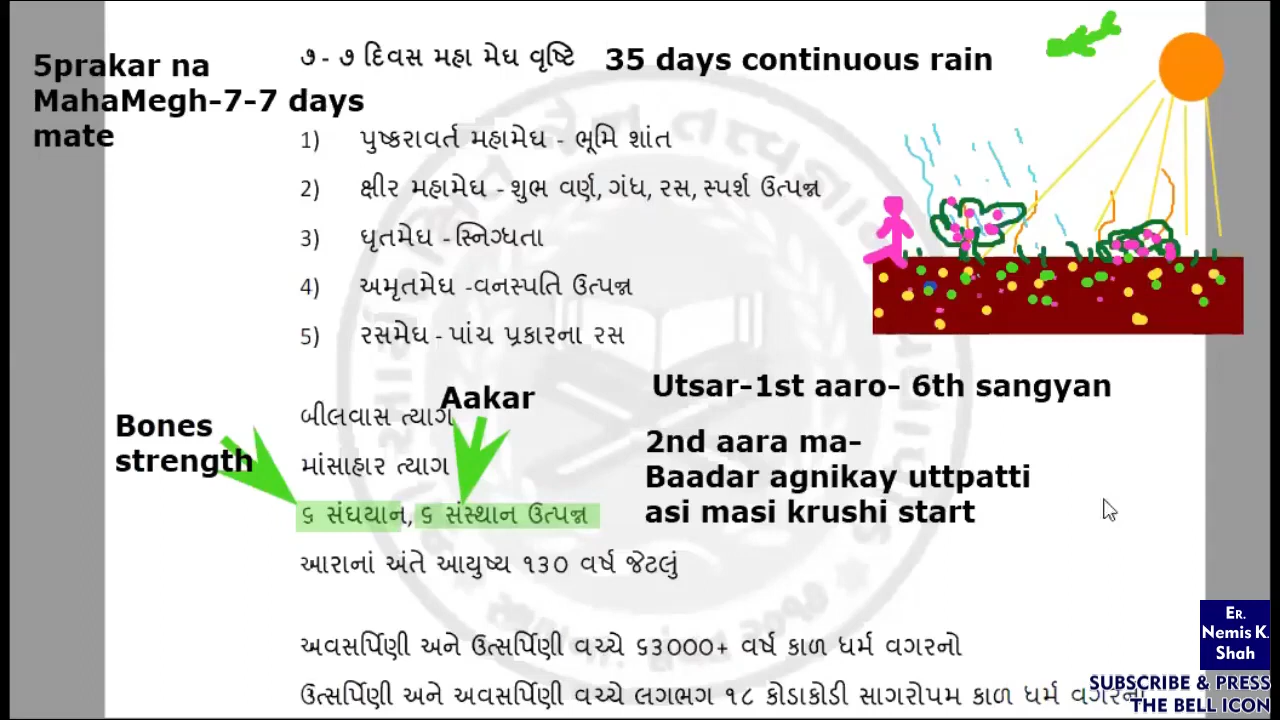 ૭ - ૭ દિવસ મહા મેઘ વૃષ્ટિ
35 days continuous rain
5prakar na
MahaMegh-7-7 days
mate
1) પુષ્કરાવર્ત મહામેઘ - ભૂમિ શાંત
2) ક્ષીર મહામેઘ - શુભ વર્ણ, ગંધ, રસ, સ્પર્શ ઉત્પન્ન
3) ઘૃતમેઘ - સ્નિગ્ધતા
4) અમૃતમેઘ -વનસ્પતિ ઉત્પન્ન
5) રસમેઘ - પાંચ પ્રકારના રસ
Aakar
Utsar-1st aaro- 6th sangyan
બીલવાસ ત્યાગ
Bones
strength
2nd aara ma-
Baadar agnikay uttpatti
asi masi krushi start
માંસાહાર ત્યાગ
૬ સંઘયાન, ૬ સંસ્થાન ઉત્પન્ન
આરાનાં અંતે આયુષ્ય ૧૩૦ વર્ષ જેટલું
અવસર્પિણી અને ઉત્સર્પિણી વચ્ચે ૬૩૦૦૦+ વર્ષ કાળ ધર્મ વગરનો
ઉત્સર્પિણી અને અવસર્પિણી વચ્ચે લગભગ ૧૮ કોડાકોડી સાગરોપમ કાળ ધર્મ વગરનો
Er.
Nemis K.
Shah
SUBSCRIBE & PRESS
THE BELL ICON